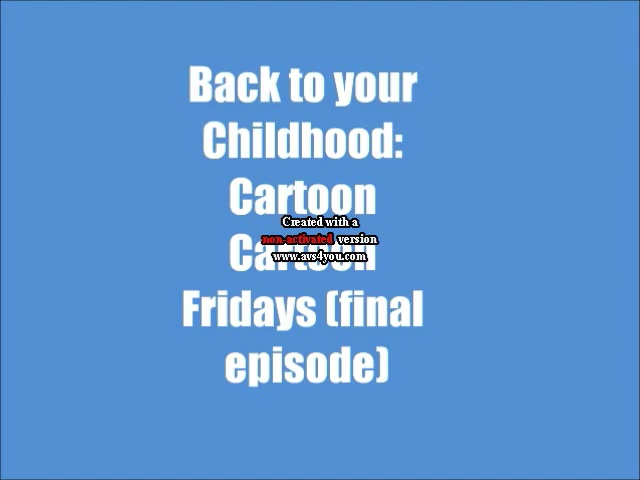 Back to your
Childhood:
Cartoon
Created with a
non-activated version
Cartoon
www.avs4you.com
Fridays (final
episode)